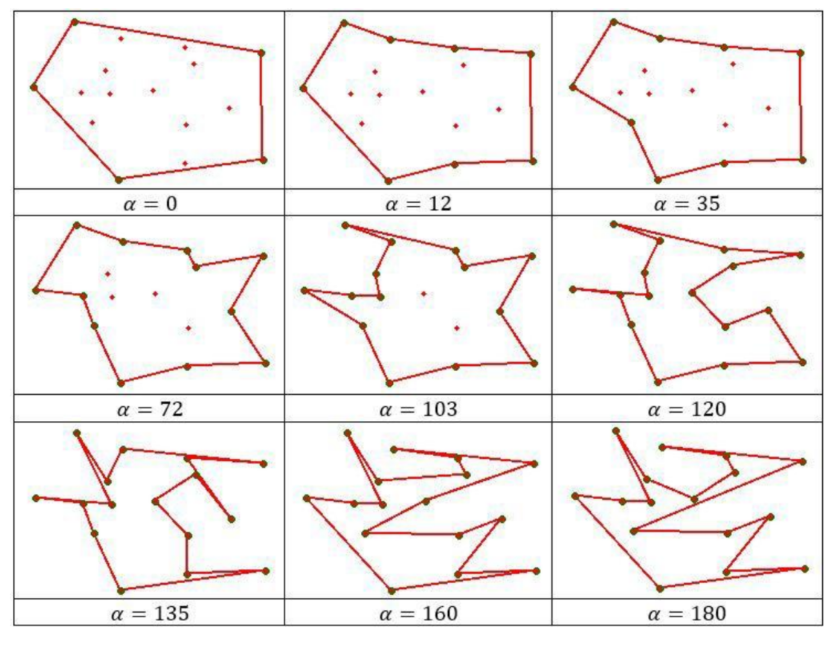 α = 0 α = 12 α = 35
α = 72 α = 103 α = 120
α = 135 α = 160 α = 180